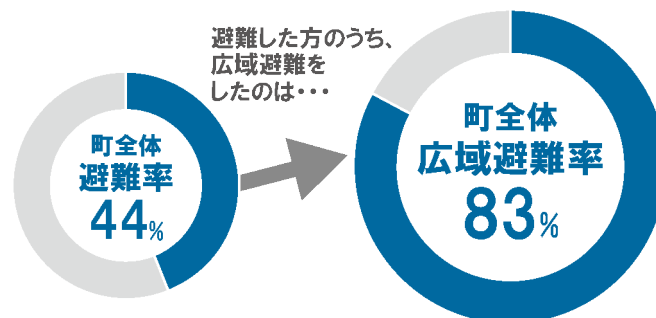 避難した方のうち、
広域避難を
したのは・・・
町全体
避難率
44%
町全体
広域避難率
83%